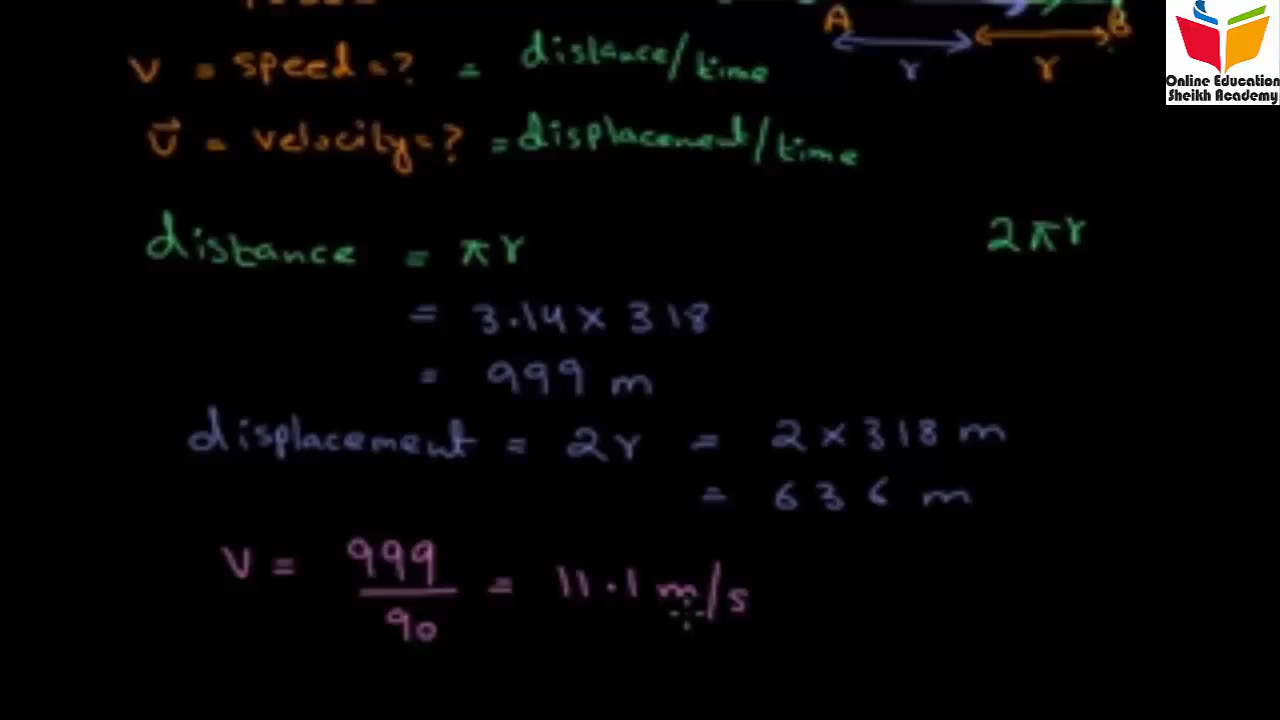 A B
r r
v = speed = ? = distance/time
v⃗ = velocity = ? = displacement/time
distance = πr 2πr
= 3.14 × 318
= 999 m
displacement = 2r = 2 × 318 m
= 636 m
v = 999/90 = 11.1 m/s
Online Education
Sheikh Academy